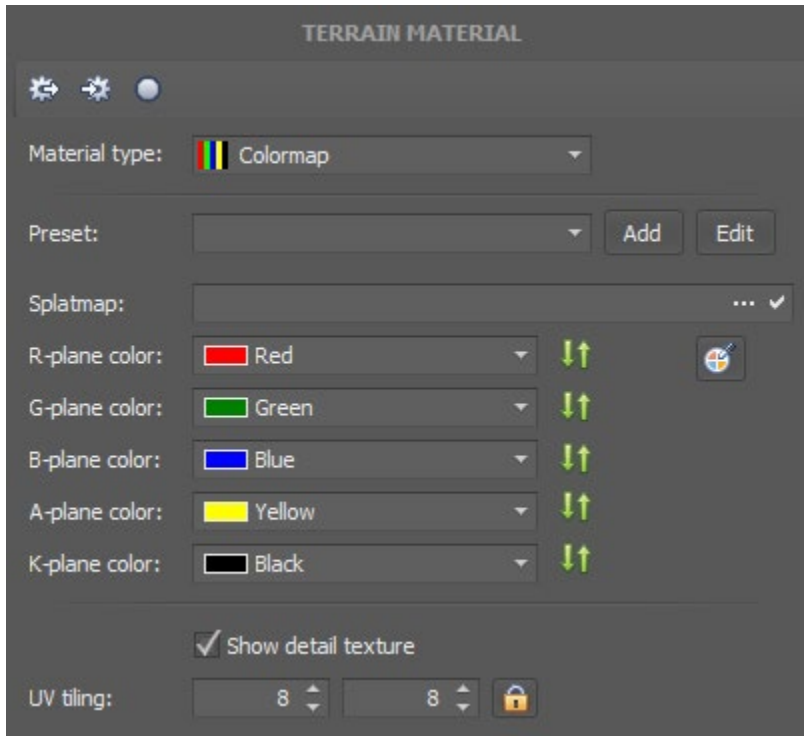 TERRAIN MATERIAL
Material type: Colormap
Preset: Add Edit
Splatmap: ...
R-plane color: Red
G-plane color: Green
B-plane color: Blue
A-plane color: Yellow
K-plane color: Black
Show detail texture
UV tiling: 8 8